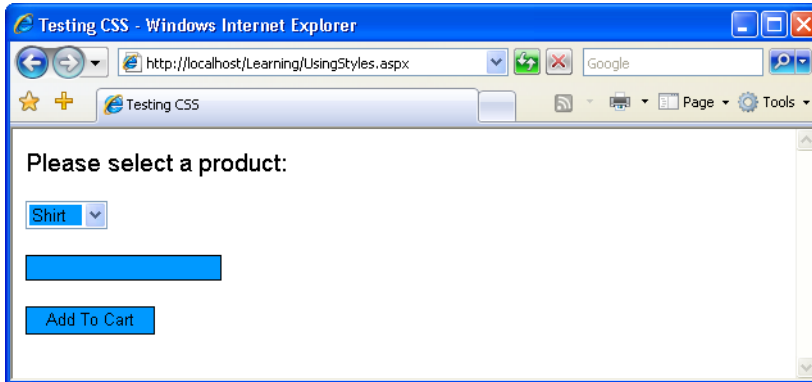 Testing CSS - Windows Internet Explorer
http://localhost/Learning/UsingStyles.aspx
Google
Testing CSS
Page
Tools
Please select a product:
Shirt
Add To Cart